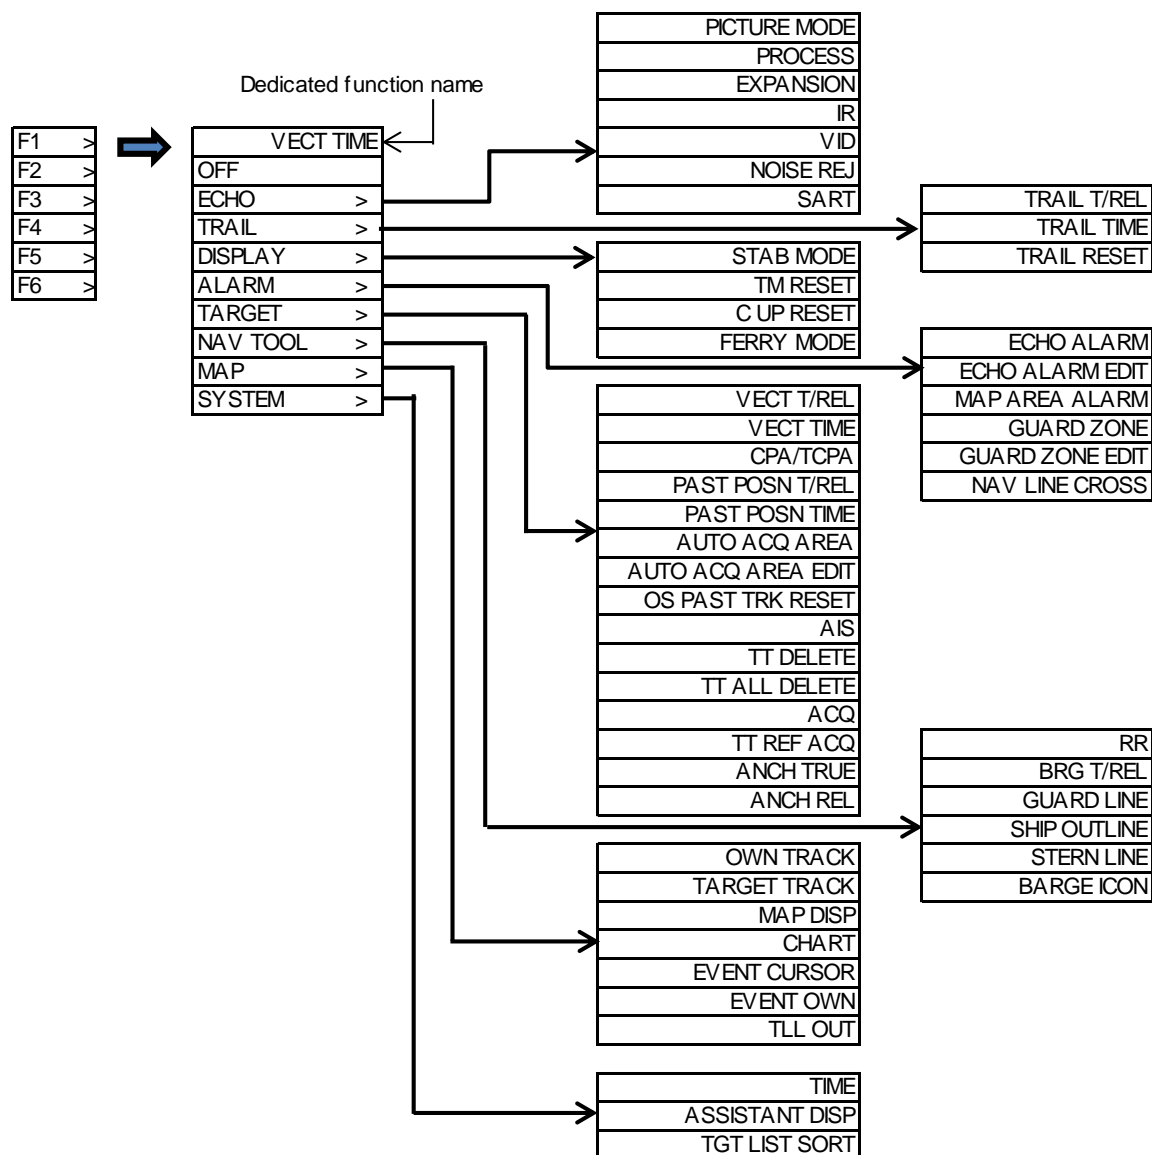 Dedicated function name
F1 >
F2 >
F3 >
F4 >
F5 >
F6 >
VECT TIME
OFF
ECHO >
TRAIL >
DISPLAY >
ALARM >
TARGET >
NAV TOOL >
MAP >
SYSTEM >
PICTURE MODE
PROCESS
EXPANSION
IR
VID
NOISE REJ
SART
TRAIL T/REL
TRAIL TIME
TRAIL RESET
STAB MODE
TM RESET
C UP RESET
FERRY MODE
ECHO ALARM
ECHO ALARM EDIT
MAP AREA ALARM
GUARD ZONE
GUARD ZONE EDIT
NAV LINE CROSS
VECT T/REL
VECT TIME
CPA/TCPA
PAST POSN T/REL
PAST POSN TIME
AUTO ACQ AREA
AUTO ACQ AREA EDIT
OS PAST TRK RESET
AIS
TT DELETE
TT ALL DELETE
ACQ
TT REF ACQ
ANCH TRUE
ANCH REL
RR
BRG T/REL
GUARD LINE
SHIP OUTLINE
STERN LINE
BARGE ICON
OWN TRACK
TARGET TRACK
MAP DISP
CHART
EVENT CURSOR
EVENT OWN
TLL OUT
TIME
ASSISTANT DISP
TGT LIST SORT